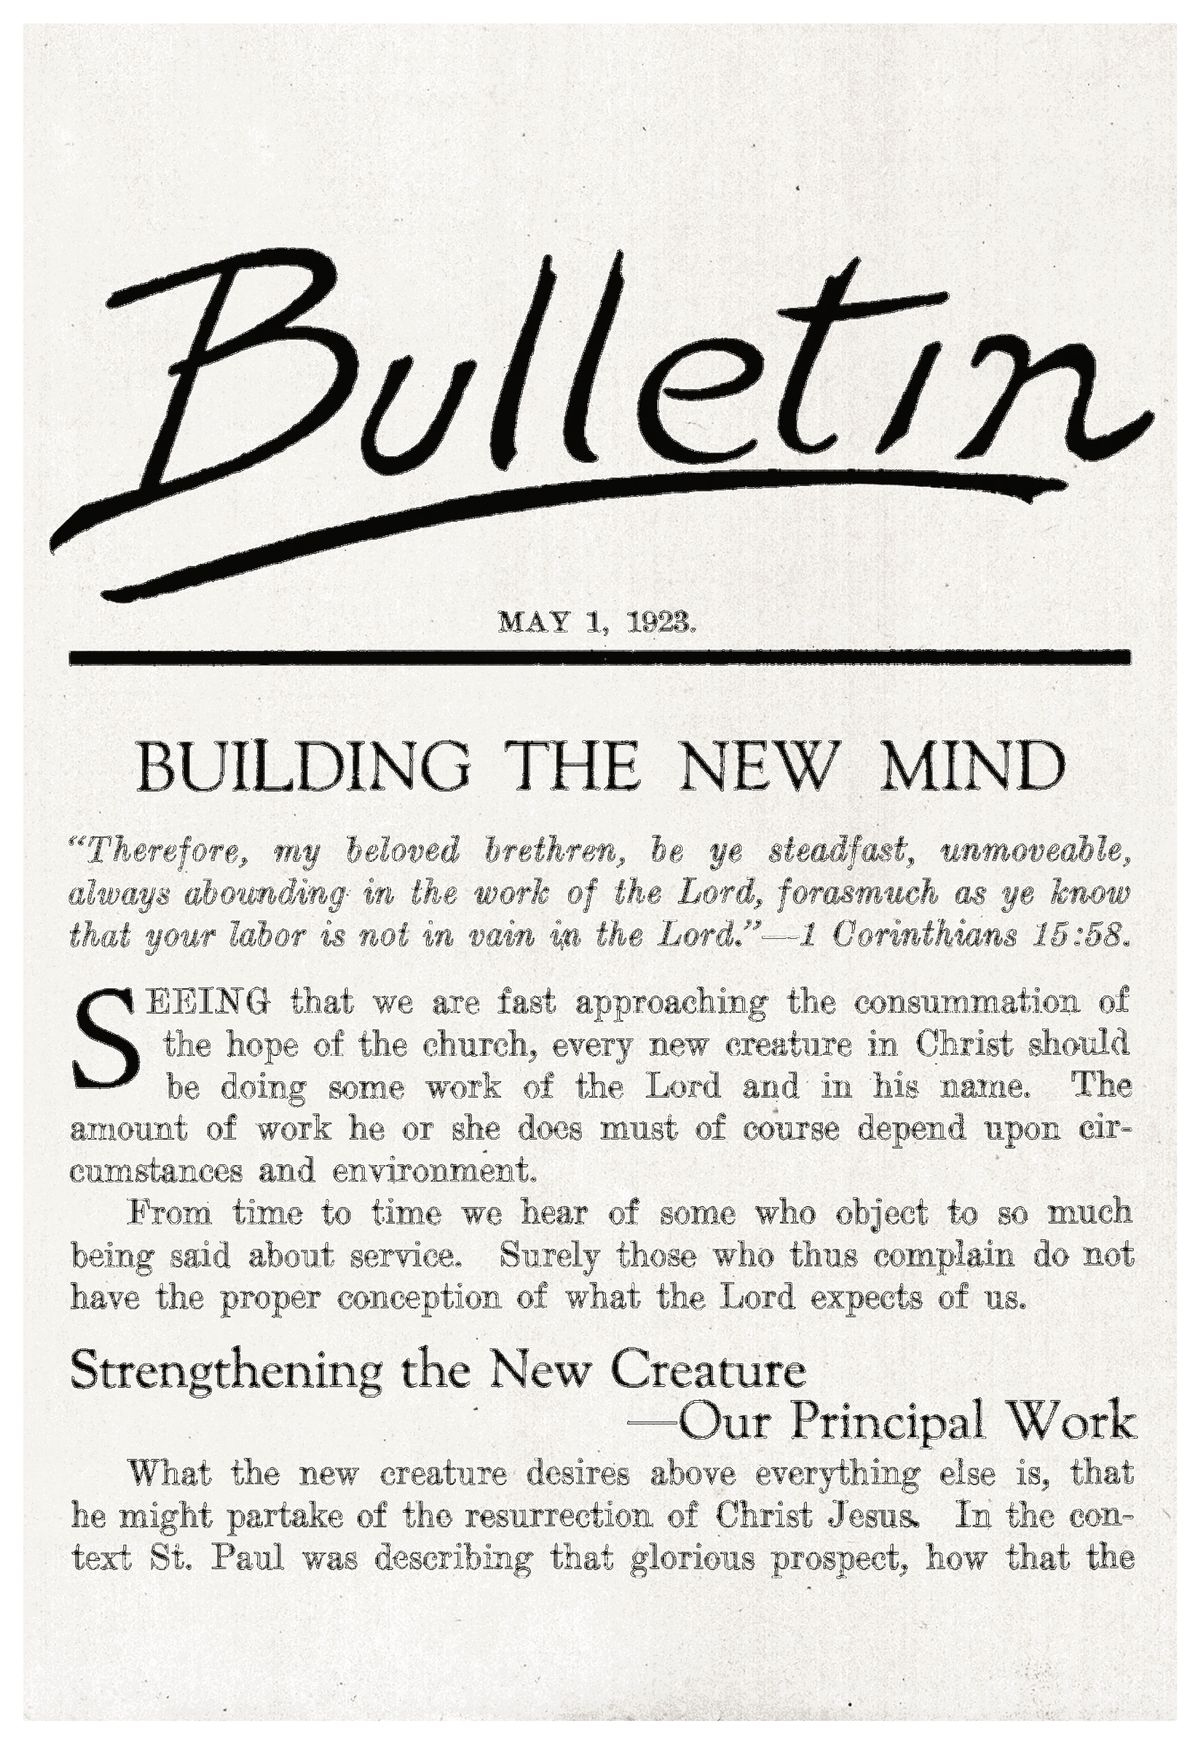 Bulletin
MAY 1, 1923.
BUILDING THE NEW MIND
“Therefore, my beloved brethren, be ye steadfast, unmoveable,
always abounding in the work of the Lord, forasmuch as ye know
that your labor is not in vain in the Lord.”—1 Corinthians 15:58.
SEEING that we are fast approaching the consummation of
the hope of the church, every new creature in Christ should
be doing some work of the Lord and in his name. The
amount of work he or she does must of course depend upon cir-
cumstances and environment.
From time to time we hear of some who object to so much
being said about service. Surely those who thus complain do not
have the proper conception of what the Lord expects of us.
Strengthening the New Creature
—Our Principal Work
What the new creature desires above everything else is, that
he might partake of the resurrection of Christ Jesus. In the con-
text St. Paul was describing that glorious prospect, how that the